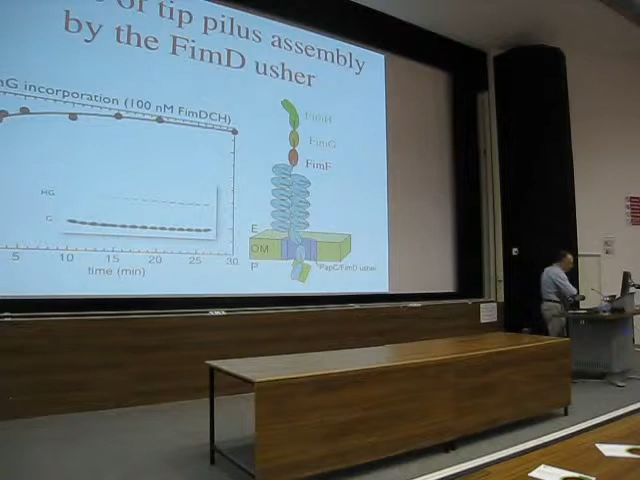 of tip pilus assembly
by the FimD usher
G incorporation (100 nM FimDCH)
FimH
FimG
FimF
HG
G
E
OM
P
PapC/FimD usher
5 10 15 20 25 30
time (min)